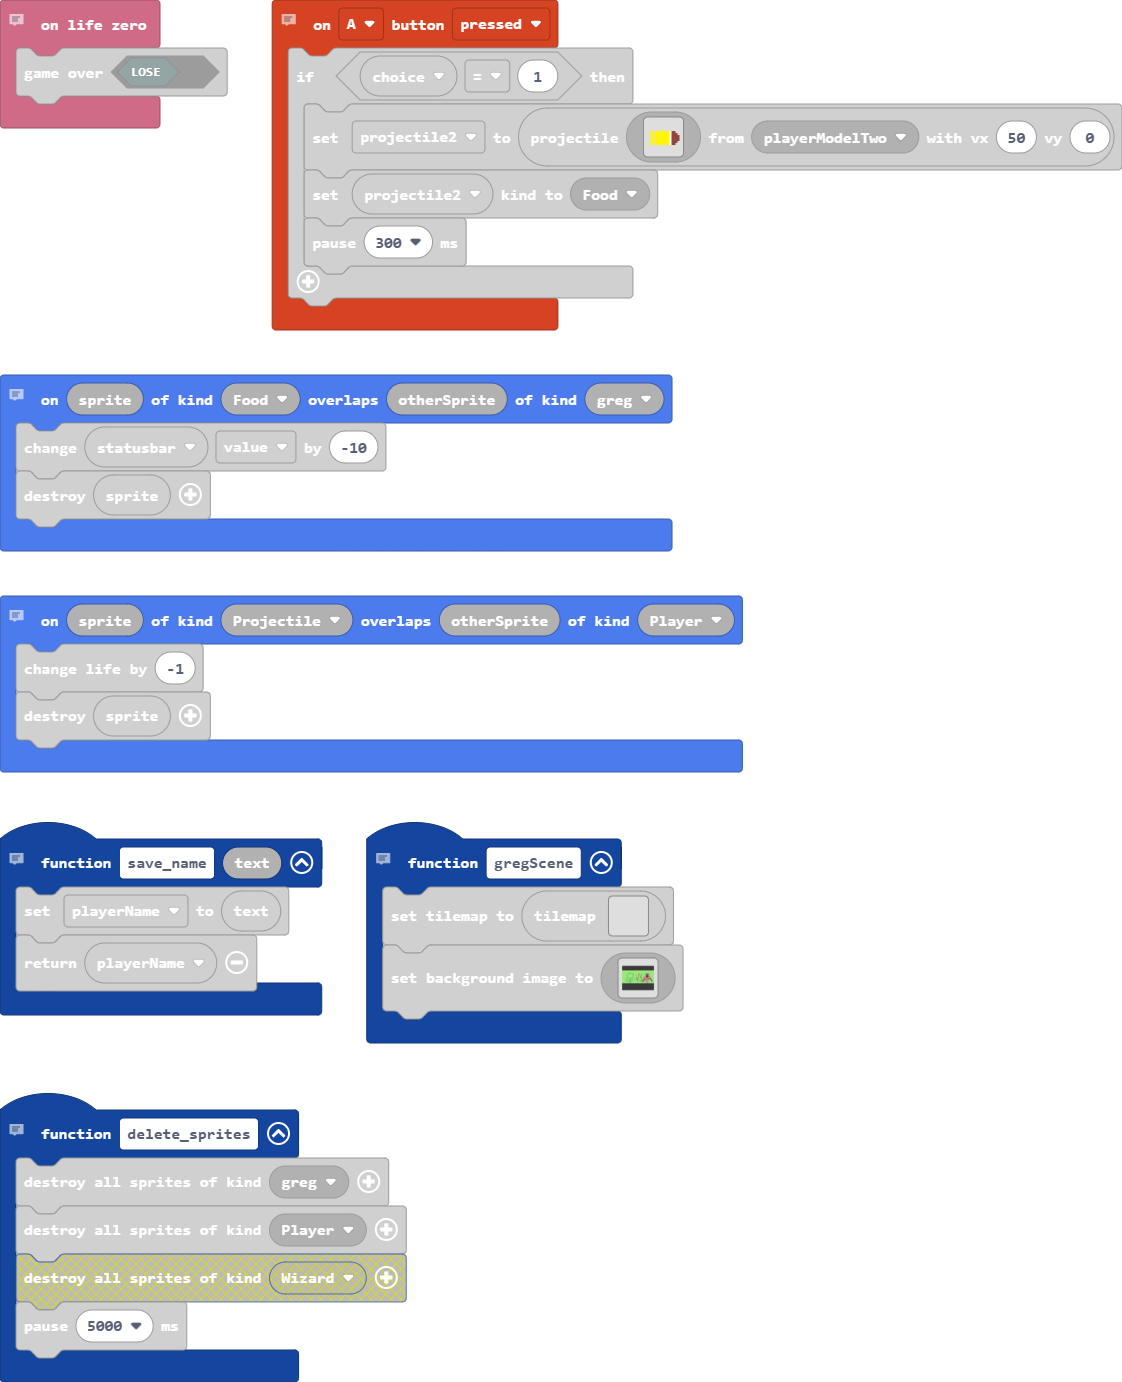 on life zero
game over LOSE
on A button pressed
if choice = 1 then
set projectile2 to projectile from playerModelTwo with vx 50 vy 0
set projectile2 kind to Food
pause 300 ms
on sprite of kind Food overlaps otherSprite of kind greg
change statusbar value by -10
destroy sprite
on sprite of kind Projectile overlaps otherSprite of kind Player
change life by -1
destroy sprite
function save_name text
set playerName to text
return playerName
function gregScene
set tilemap to tilemap
set background image to
function delete_sprites
destroy all sprites of kind greg
destroy all sprites of kind Player
destroy all sprites of kind Wizard
pause 5000 ms